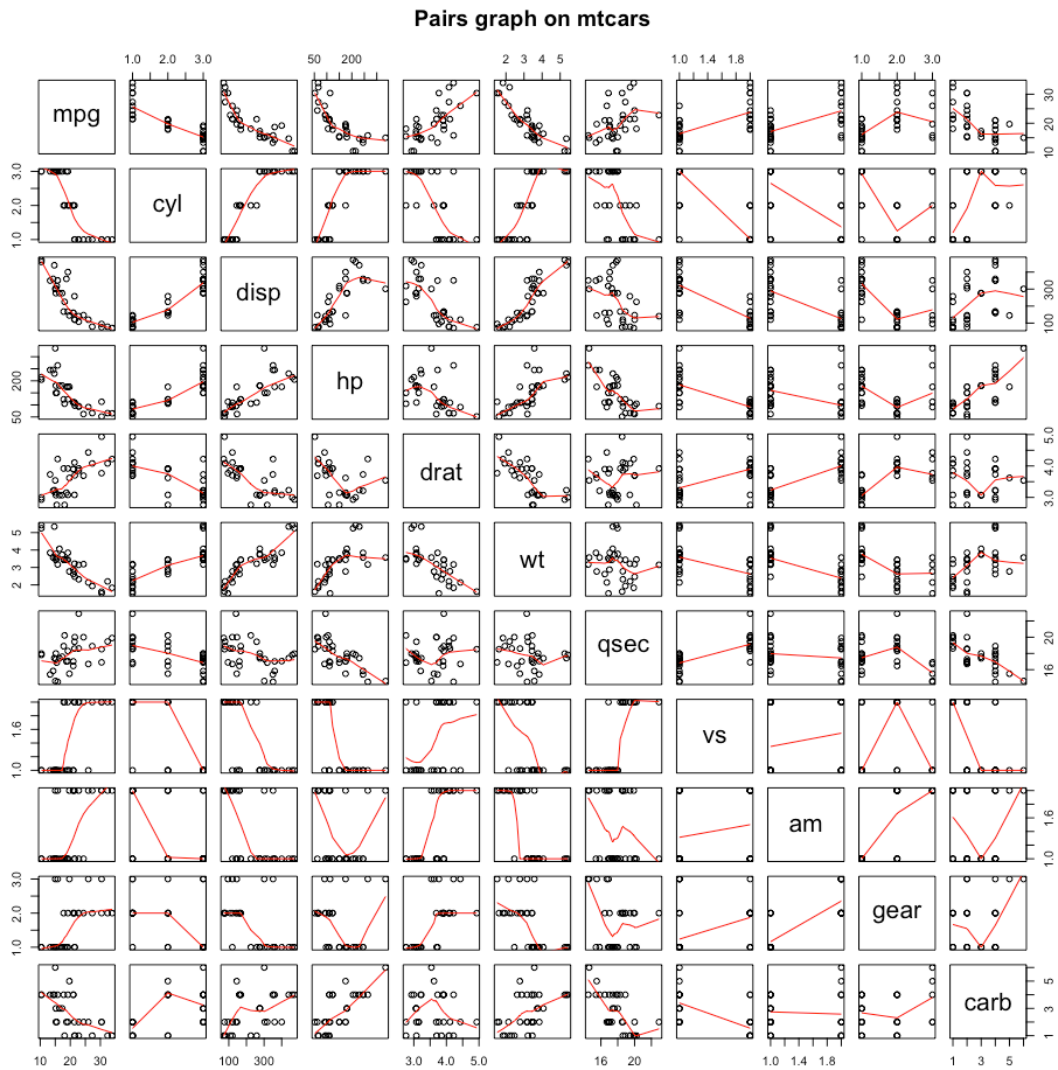 Pairs graph on mtcars
1.0 2.0 3.0 50 200 2 3 4 5 1.0 1.4 1.8 1.0 2.0 3.0
mpg
10 20 30
1.0 2.0 3.0
cyl
disp
100 300
50 200
hp
drat
3.0 4.0 5.0
2 3 4 5
wt
qsec
16 20
1.0 1.6
vs
am
1.0 1.6
1.0 2.0 3.0
gear
carb
1 3 5
10 20 30 100 300 3.0 4.0 5.0 16 20 1.0 1.4 1.8 1 3 5